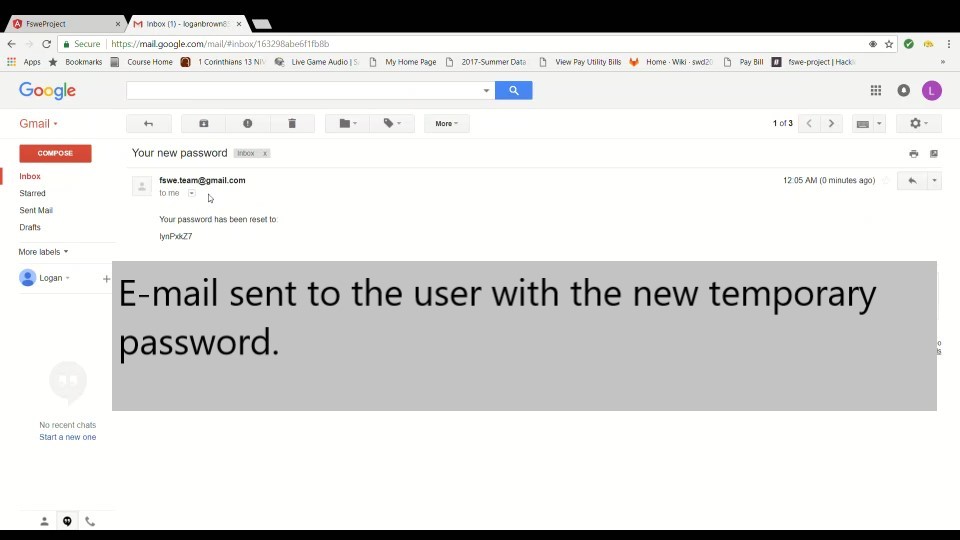 FsweProject
Inbox (1) - loganbrown83
Secure https://mail.google.com/mail/#inbox/163298abe6f1fb8b
Apps Bookmarks Course Home 1 Corinthians 13 NIV Live Game Audio | S My Home Page 2017-Summer Data View Pay Utility Bills Home · Wiki · swd20 Pay Bill fswe-project | Hacki »
Google
Gmail More 1 of 3
COMPOSE
Your new password Inbox x
Inbox
Starred
Sent Mail
Drafts
More labels
fswe.team@gmail.com 12:05 AM (0 minutes ago)
to me
Your password has been reset to:
lynPxkZ7
Logan +
E-mail sent to the user with the new temporary
password.
No recent chats
Start a new one
L